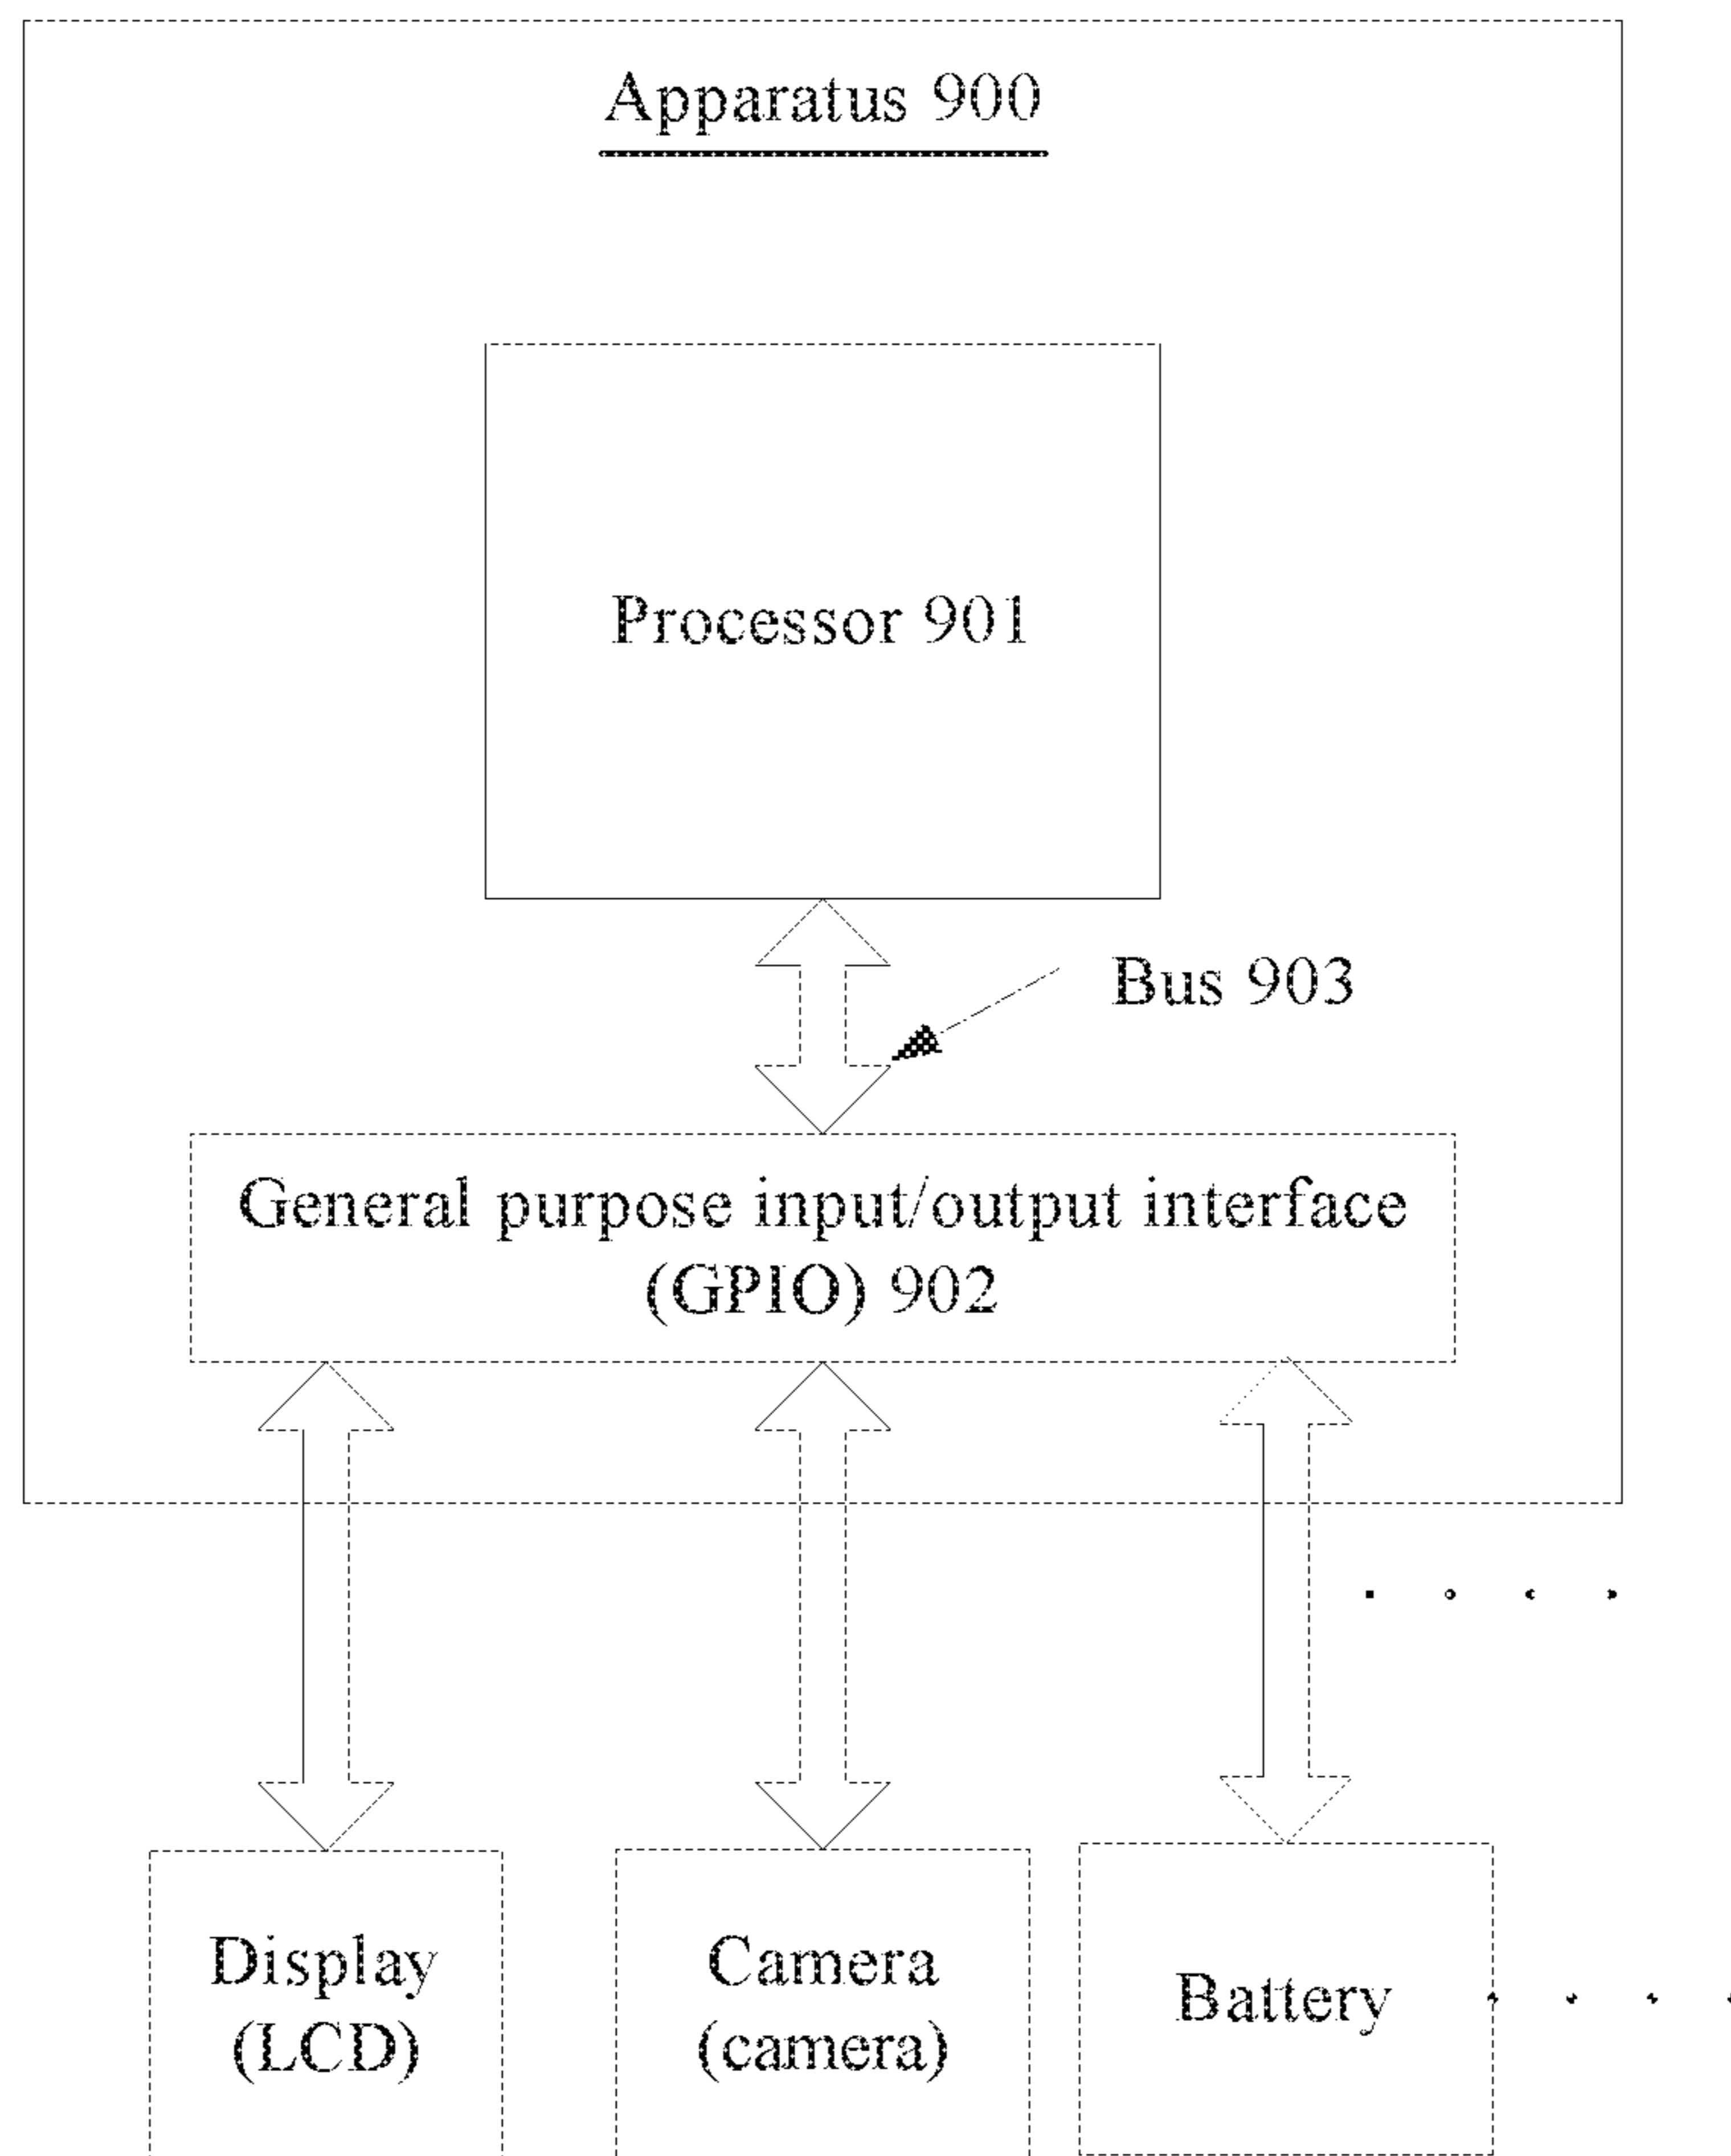 Apparatus 900
Processor 901
Bus 903
General purpose input/output interface
(GPIO) 902
Display
(LCD)
Camera
(camera)
Battery